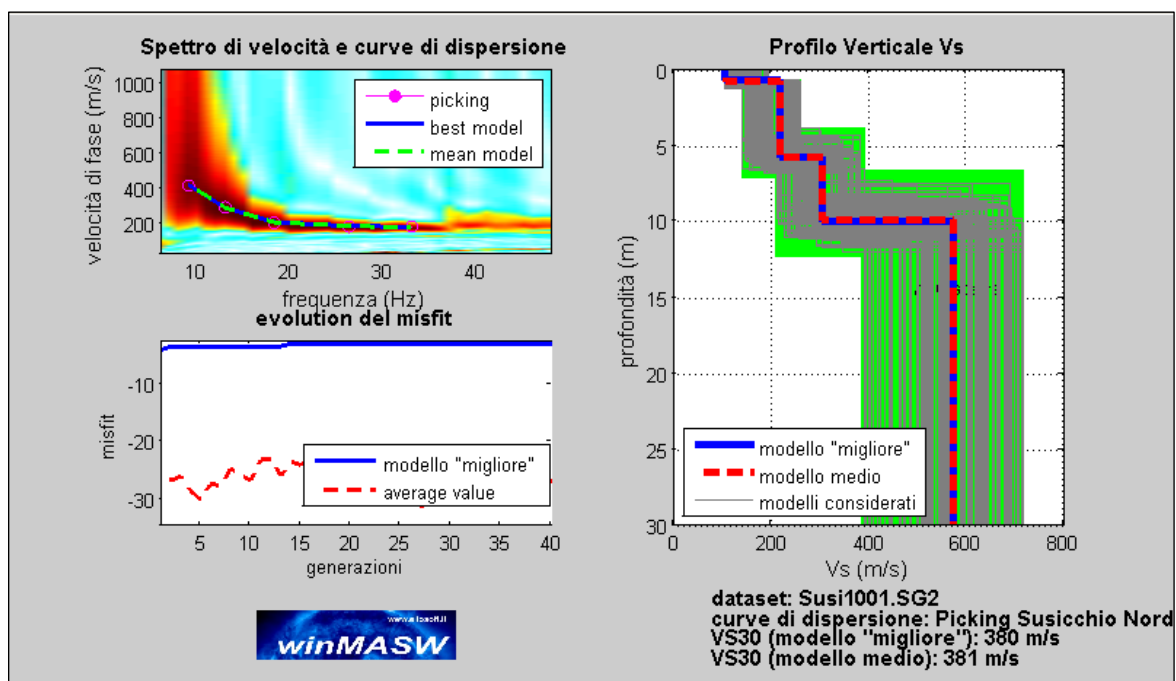 Spettro di velocità e curve di dispersione
1000
800
600
400
200
velocità di fase (m/s)
picking
best model
mean model
10
20
30
40
frequenza (Hz)
evolution del misfit
-10
-20
-30
misfit
modello "migliore"
average value
5
10
15
20
25
30
35
40
generazioni
winMASW
Profilo Verticale Vs
0
5
10
15
20
25
30
profondità (m)
modello "migliore"
modello medio
modelli considerati
0
200
400
600
800
Vs (m/s)
dataset: Susi1001.SG2
curve di dispersione: Picking Susicchio Nord
VS30 (modello "migliore"): 380 m/s
VS30 (modello medio): 381 m/s